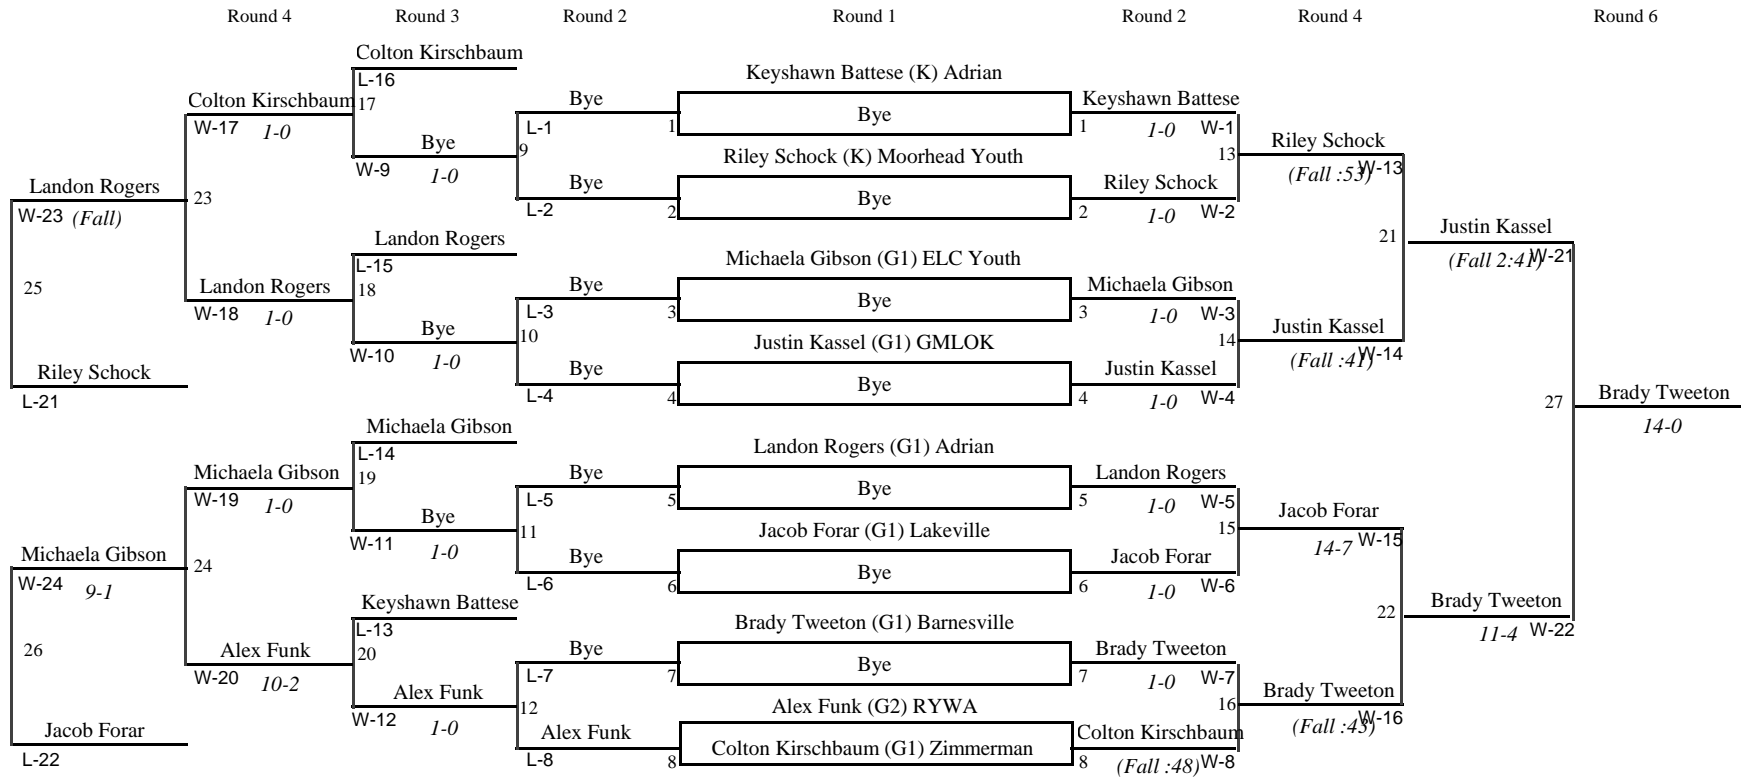 Round 4 Round 3 Round 2 Round 1 Round 2 Round 4 Round 6
Colton Kirschbaum
L-16
17
Keyshawn Battese (K) Adrian
Colton Kirschbaum
W-17 1-0
Bye
L-1
1
Bye
Keyshawn Battese
1 1-0 W-1
Bye
W-9 1-0
9
13
Riley Schock
(Fall :53) W-13
Riley Schock (K) Moorhead Youth
Landon Rogers
W-23 (Fall)
23
Bye
L-2
2
Bye
Riley Schock
2 1-0 W-2
Landon Rogers
L-15
18
21
Justin Kassel
(Fall 2:41) W-21
Michaela Gibson (G1) ELC Youth
25
Landon Rogers
W-18 1-0
Bye
L-3
3
Bye
Michaela Gibson
3 1-0 W-3
Bye
W-10 1-0
10
14
Justin Kassel
(Fall :41) W-14
Justin Kassel (G1) GMLOK
Riley Schock
L-21
Bye
L-4
4
Bye
Justin Kassel
4 1-0 W-4
27
Brady Tweeton
14-0
Michaela Gibson
L-14
19
Landon Rogers (G1) Adrian
Michaela Gibson
W-19 1-0
Bye
L-5
5
Bye
Landon Rogers
5 1-0 W-5
Bye
W-11 1-0
11
15
Jacob Forar
14-7 W-15
Jacob Forar (G1) Lakeville
Michaela Gibson
W-24 9-1
24
Bye
L-6
6
Bye
Jacob Forar
6 1-0 W-6
Keyshawn Battese
L-13
20
22
Brady Tweeton
11-4 W-22
Brady Tweeton (G1) Barnesville
26
Alex Funk
W-20 10-2
Bye
L-7
7
Bye
Brady Tweeton
7 1-0 W-7
Alex Funk
W-12 1-0
12
16
Brady Tweeton
(Fall :43) W-16
Alex Funk (G2) RYWA
Jacob Forar
L-22
Alex Funk
L-8
8
Colton Kirschbaum (G1) Zimmerman
Colton Kirschbaum
8 (Fall :48) W-8